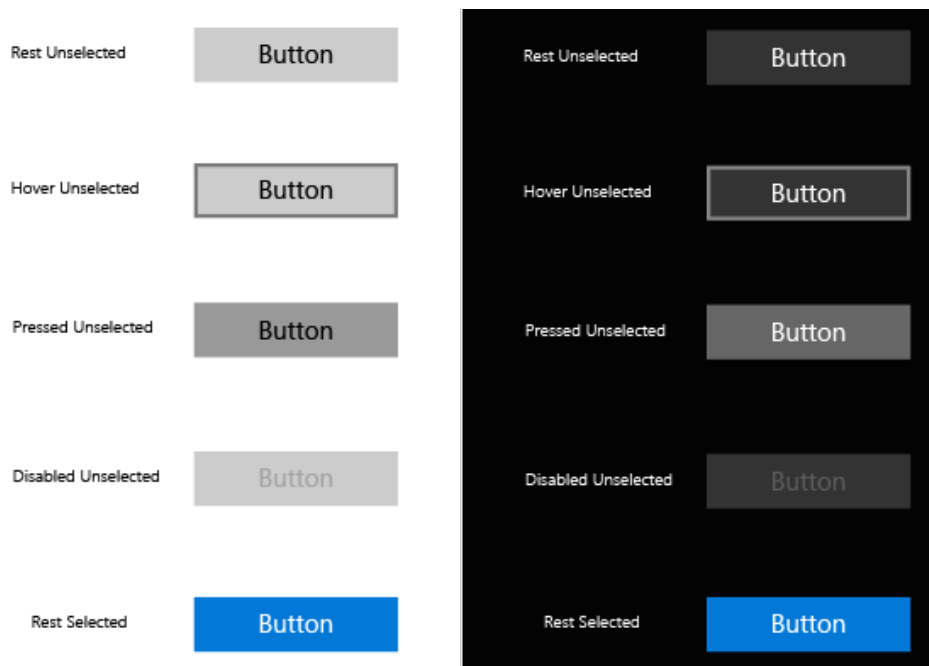 Rest Unselected Button Rest Unselected Button
Hover Unselected Button Hover Unselected Button
Pressed Unselected Button Pressed Unselected Button
Disabled Unselected Button Disabled Unselected Button
Rest Selected Button Rest Selected Button